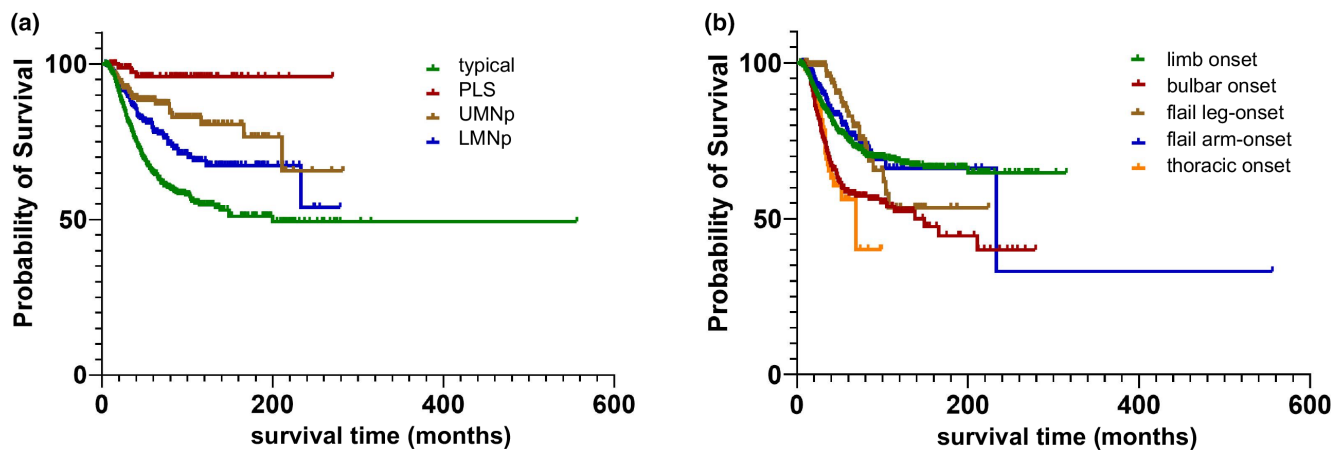 (a)
Probability of Survival
100
50
0
0 200 400 600
survival time (months)
typical
PLS
UMNp
LMNp
(b)
Probability of Survival
100
50
0
0 200 400 600
survival time (months)
limb onset
bulbar onset
flail leg-onset
flail arm-onset
thoracic onset